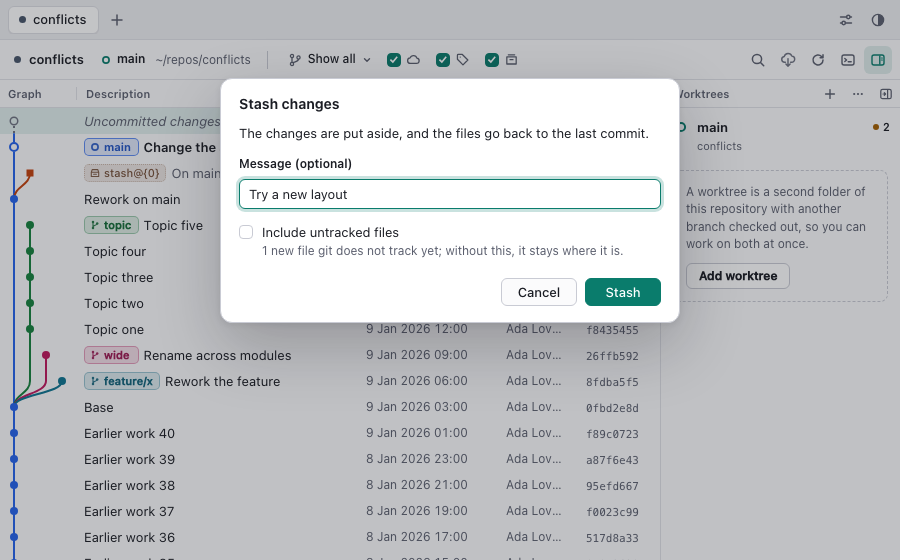 conflicts
conflicts main ~/repos/conflicts Show all
Graph Description Worktrees
Uncommitted changes
main Change the
stash@{0} On main
Rework on main
topic Topic five
Topic four
Topic three
Topic two
Topic one 9 Jan 2026 12:00 Ada Lov… f8435455
wide Rename across modules 9 Jan 2026 09:00 Ada Lov… 26ffb592
feature/x Rework the feature 9 Jan 2026 06:00 Ada Lov… 8fdba5f5
Base 9 Jan 2026 03:00 Ada Lov… 0fbd2e8d
Earlier work 40 9 Jan 2026 01:00 Ada Lov… f89c0723
Earlier work 39 8 Jan 2026 23:00 Ada Lov… a87f6e43
Earlier work 38 8 Jan 2026 21:00 Ada Lov… 95efd667
Earlier work 37 8 Jan 2026 19:00 Ada Lov… f0023c99
Earlier work 36 8 Jan 2026 17:00 Ada Lov… 517d8a33
Stash changes
The changes are put aside, and the files go back to the last commit.
Message (optional)
Try a new layout
Include untracked files
1 new file git does not track yet; without this, it stays where it is.
Cancel Stash
main 2
conflicts
A worktree is a second folder of
this repository with another
branch checked out, so you can
work on both at once.
Add worktree